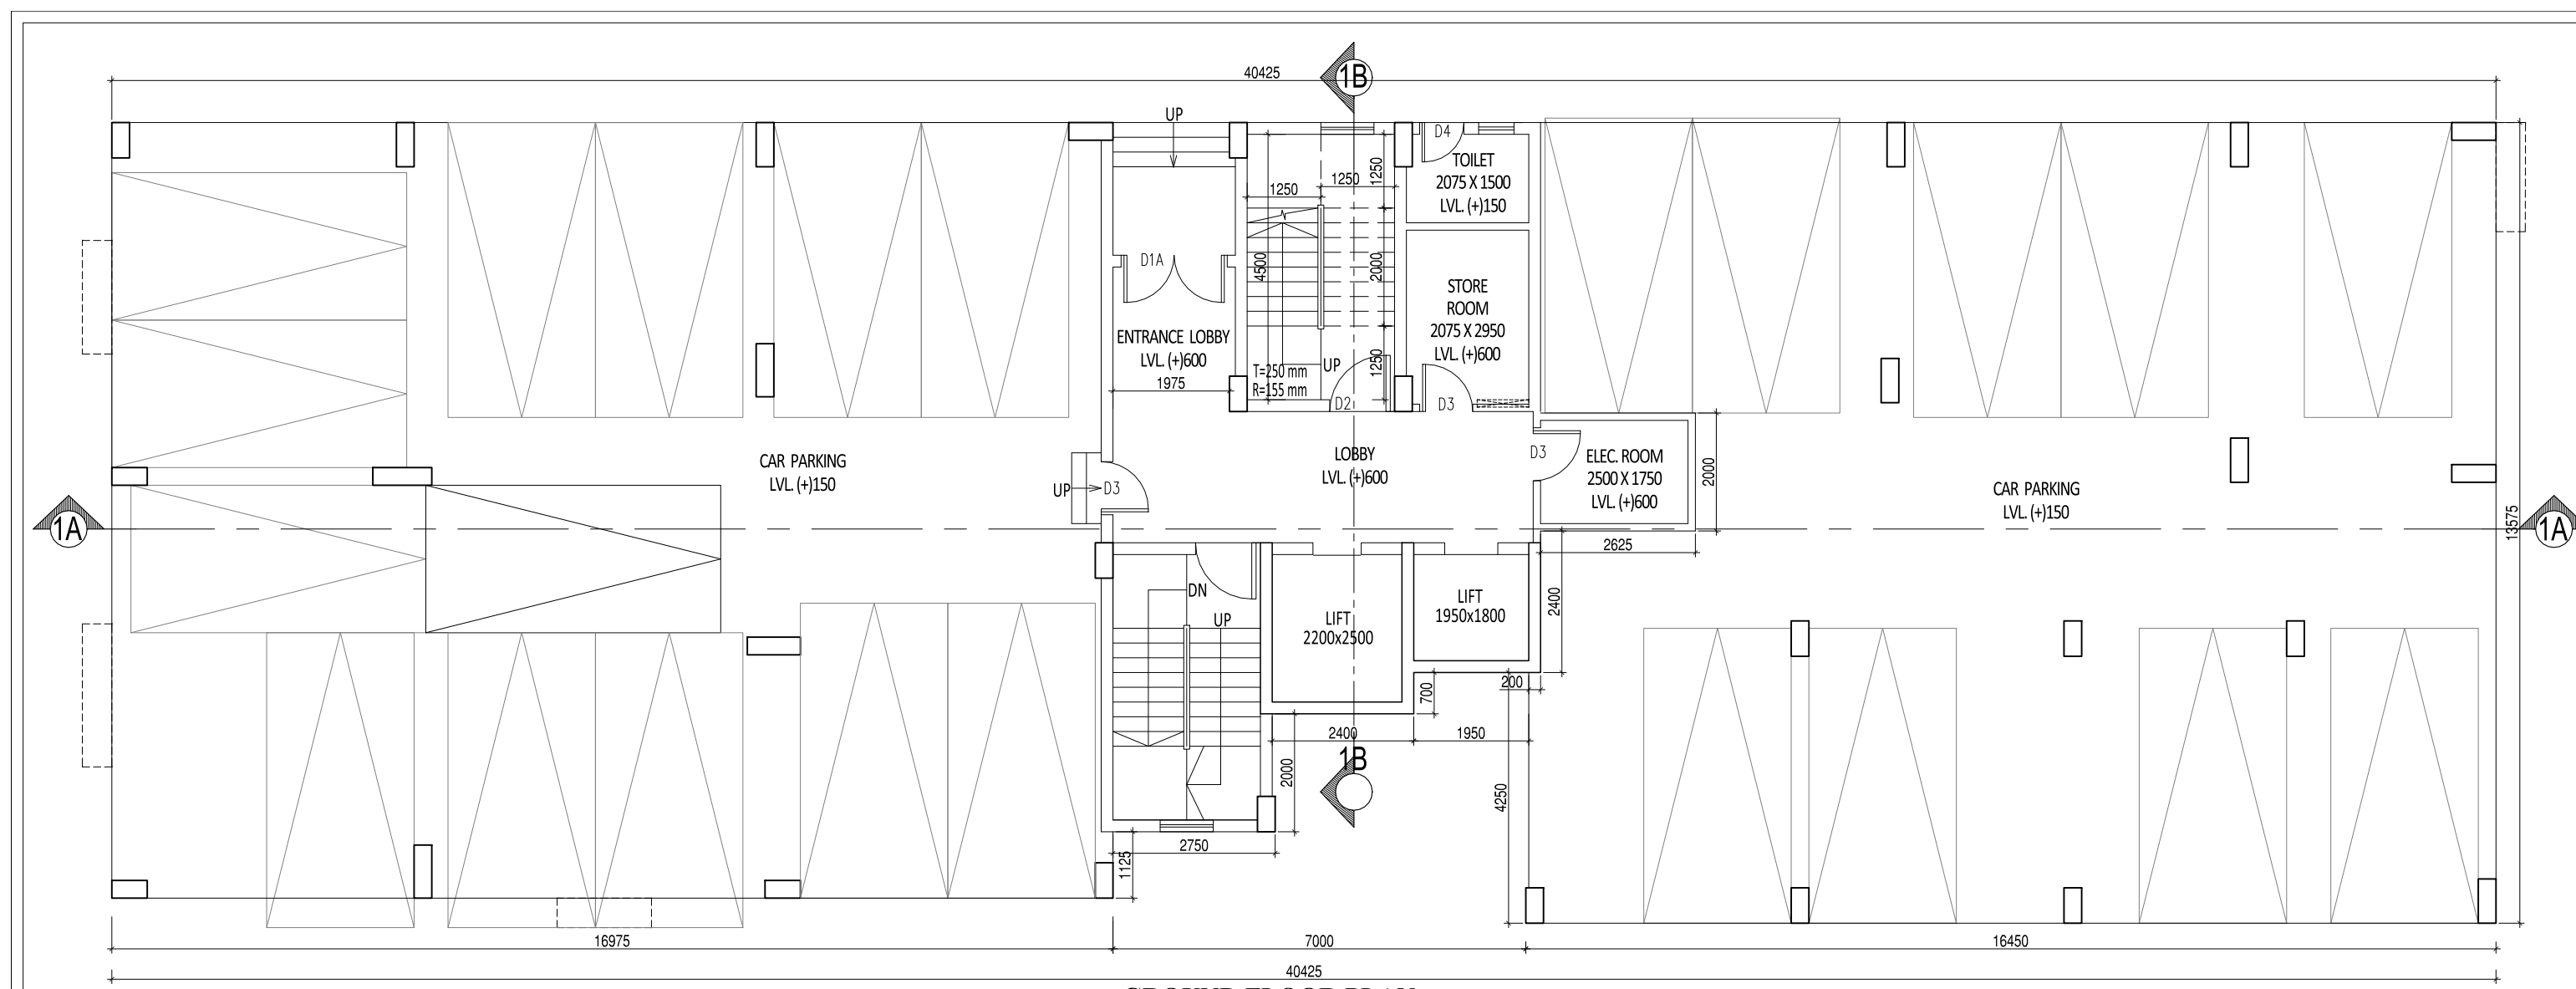 40425
1B
UP
D4
TOILET
2075 X 1500
LVL. (+)150
1250
1250
1250
D1A
4500
2000
STORE
ROOM
2075 X 2950
LVL. (+)600
ENTRANCE LOBBY
LVL. (+)600
1975
T=250 mm
R=155 mm
UP
1250
D2
D3
CAR PARKING
LVL. (+)150
UP
D3
LOBBY
LVL. (+)600
D3
ELEC. ROOM
2500 X 1750
LVL. (+)600
2000
CAR PARKING
LVL. (+)150
13575
1A
1A
2625
DN
UP
LIFT
2200x2500
LIFT
1950x1800
2400
700
200
2400
1950
1B
2000
4250
2750
1125
16975
7000
16450
40425
GROUND FLOOR PLAN